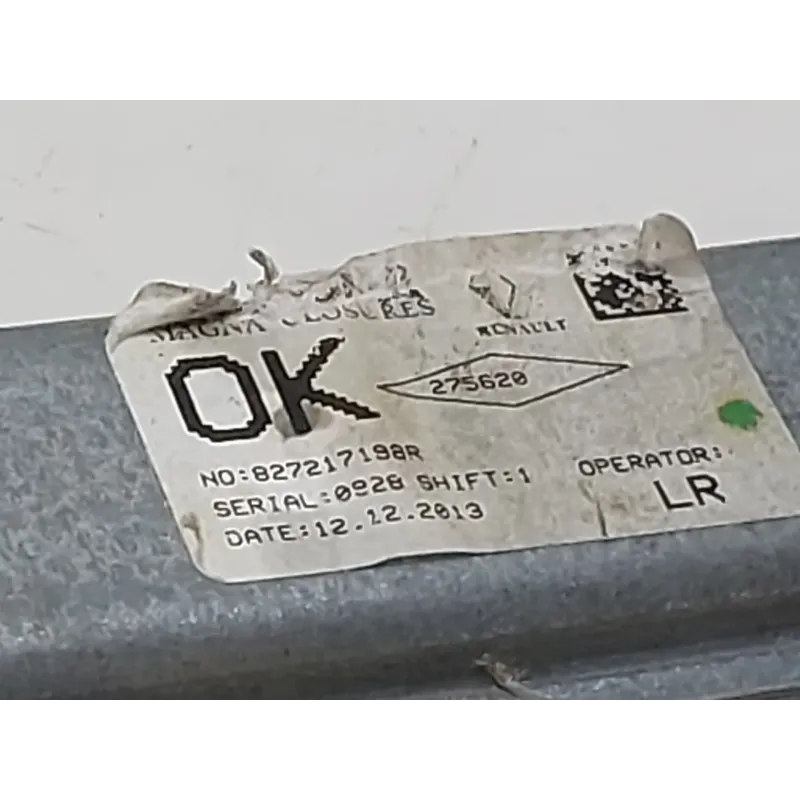 MAGNA CLOSURES
RENAULT
OK
275620
NO:827217198R
SERIAL:0928 SHIFT:1
DATE:12.12.2013
OPERATOR:
LR